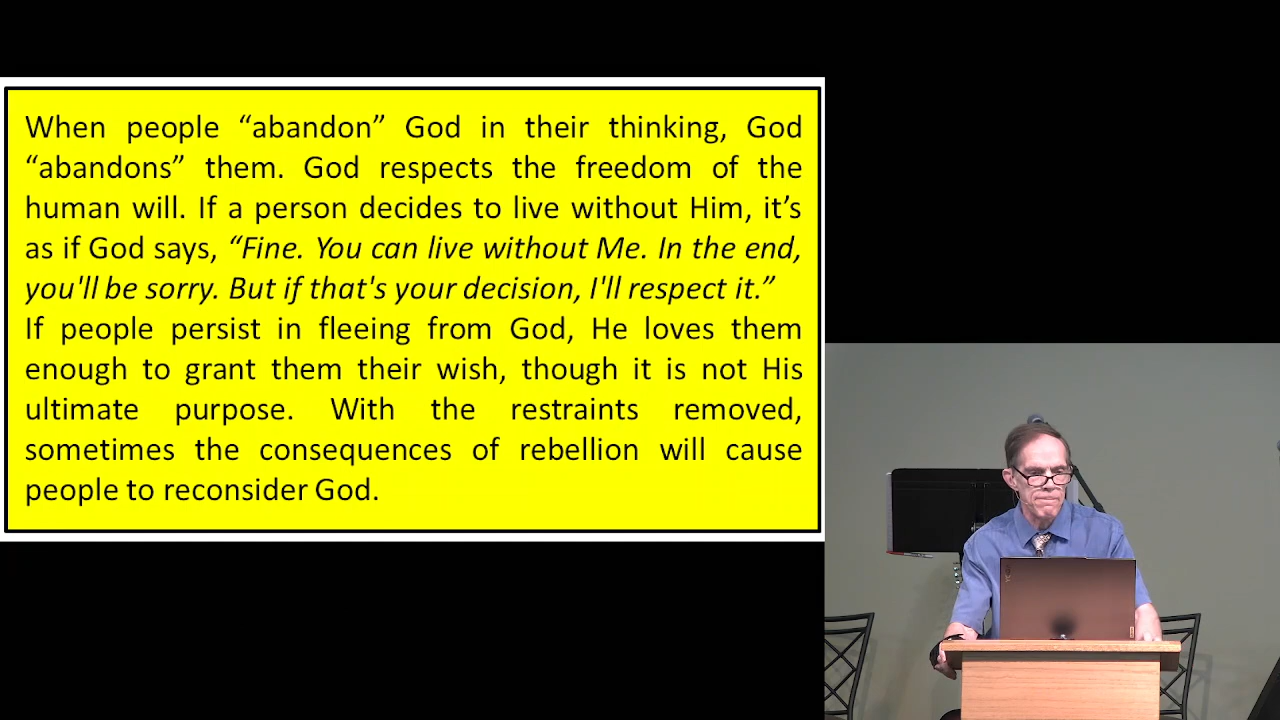 When people “abandon” God in their thinking, God
“abandons” them. God respects the freedom of the
human will. If a person decides to live without Him, it’s
as if God says, “Fine. You can live without Me. In the end,
you'll be sorry. But if that's your decision, I'll respect it.”
If people persist in fleeing from God, He loves them
enough to grant them their wish, though it is not His
ultimate purpose. With the restraints removed,
sometimes the consequences of rebellion will cause
people to reconsider God.